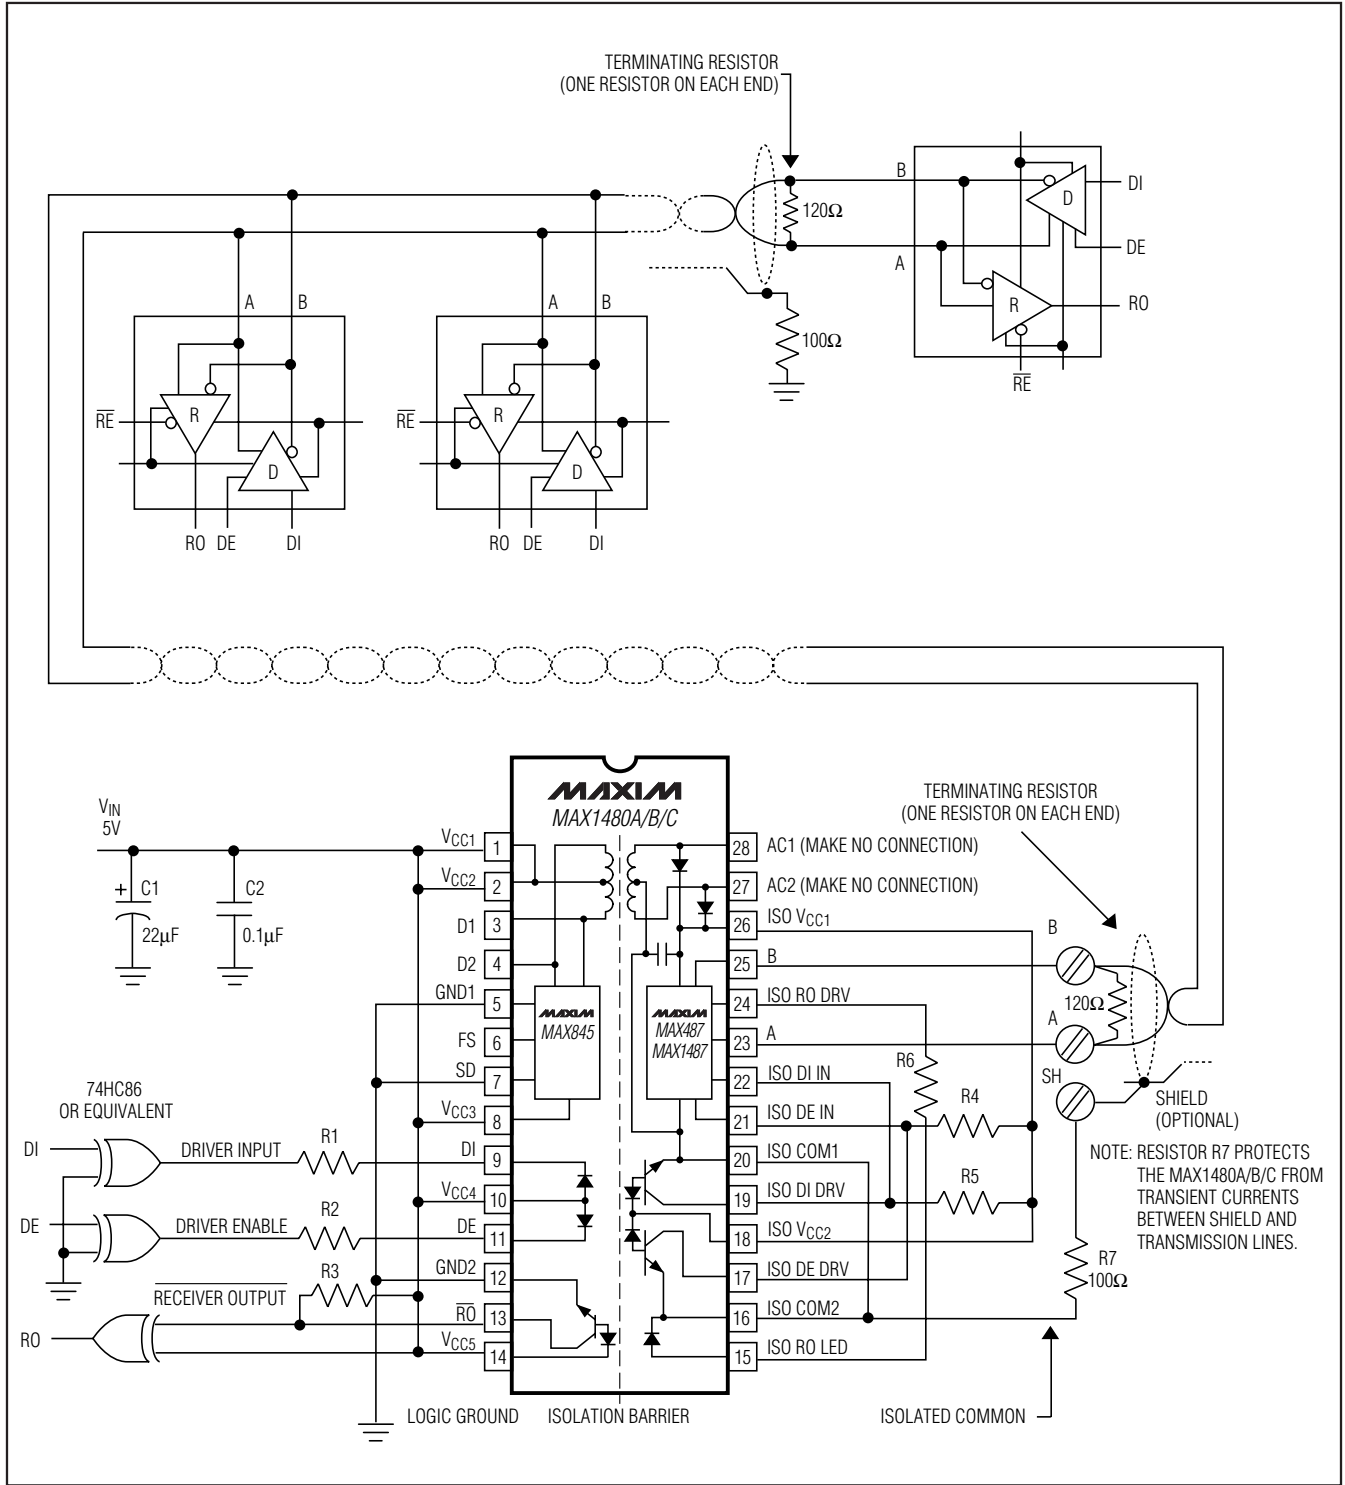 TERMINATING RESISTOR
(ONE RESISTOR ON EACH END)
B
120Ω
A
D
DI
DE
R
RO
RE
100Ω
A
B
RE
R
D
RO
DE
DI
A
B
RE
R
D
RO
DE
DI
VIN
5V
C1
22µF
C2
0.1µF
+
74HC86
OR EQUIVALENT
DI
DRIVER INPUT
R1
DE
DRIVER ENABLE
R2
RECEIVER OUTPUT
R3
RO
MAXIM
MAX1480A/B/C
VCC1
1
VCC2
2
D1
3
D2
4
GND1
5
FS
6
SD
7
VCC3
8
DI
9
VCC4
10
DE
11
GND2
12
RO
13
VCC5
14
MAXIM
MAX845
MAXIM
MAX487
MAX1487
28
AC1 (MAKE NO CONNECTION)
27
AC2 (MAKE NO CONNECTION)
26
ISO VCC1
25
B
24
ISO RO DRV
23
A
22
ISO DI IN
21
ISO DE IN
20
ISO COM1
19
ISO DI DRV
18
ISO VCC2
17
ISO DE DRV
16
ISO COM2
15
ISO RO LED
R6
R4
R5
TERMINATING RESISTOR
(ONE RESISTOR ON EACH END)
B
120Ω
A
SH
SHIELD
(OPTIONAL)
NOTE: RESISTOR R7 PROTECTS
THE MAX1480A/B/C FROM
TRANSIENT CURRENTS
BETWEEN SHIELD AND
TRANSMISSION LINES.
R7
100Ω
LOGIC GROUND
ISOLATION BARRIER
ISOLATED COMMON